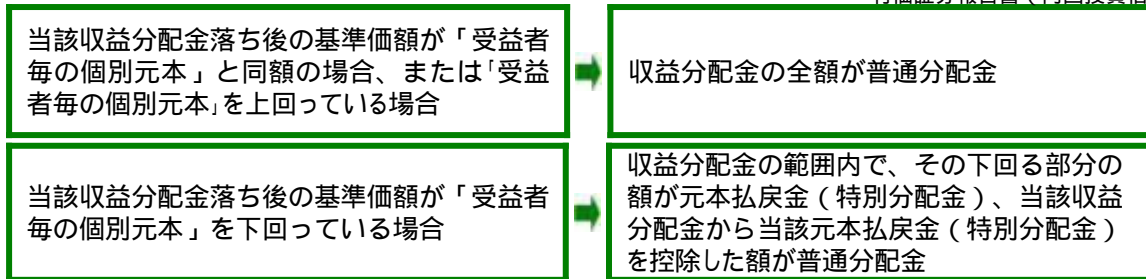 当該収益分配金落ち後の基準価額が「受益者
毎の個別元本」と同額の場合、または｢受益
者毎の個別元本｣を上回っている場合
収益分配金の全額が普通分配金
当該収益分配金落ち後の基準価額が「受益者
毎の個別元本」を下回っている場合
収益分配金の範囲内で、その下回る部分の
額が元本払戻金（特別分配金）、当該収益
分配金から当該元本払戻金（特別分配金）
を控除した額が普通分配金